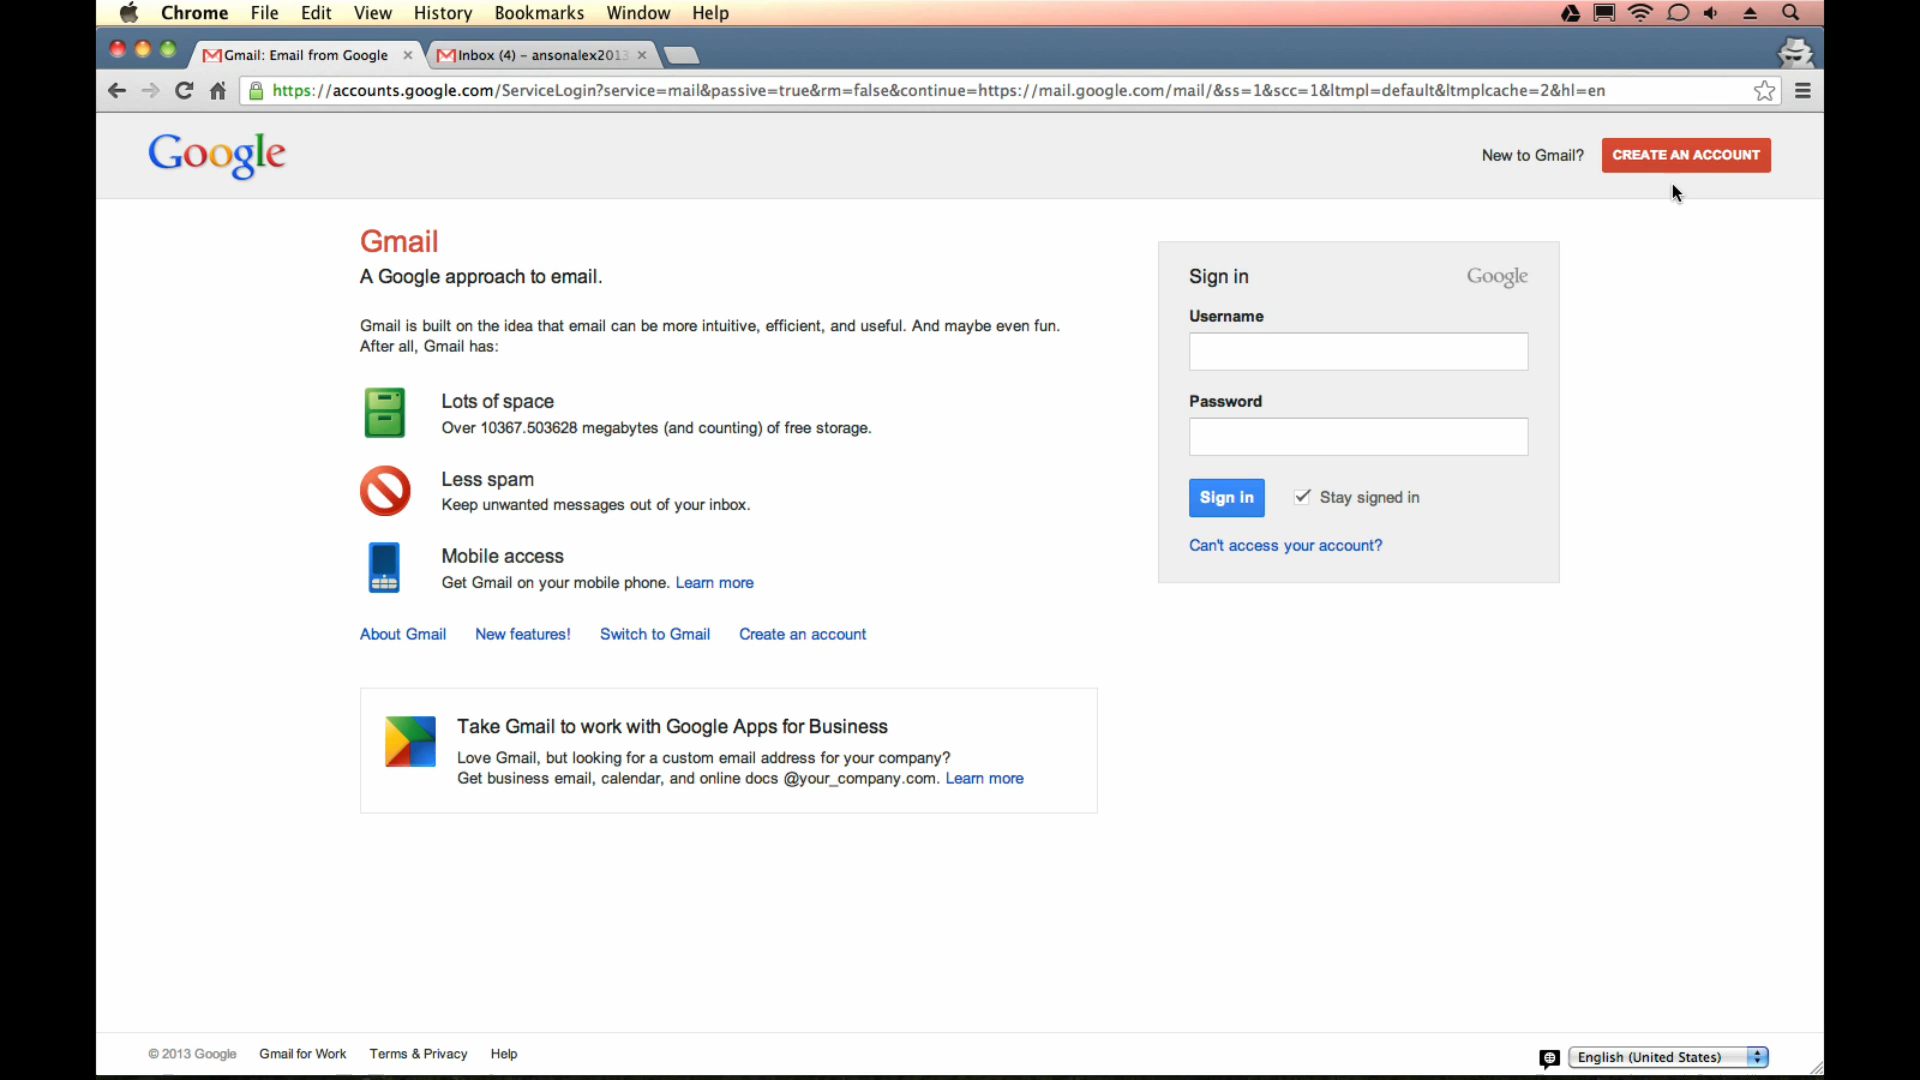 Chrome File Edit View History Bookmarks Window Help
Gmail: Email from Google
Inbox (4) – ansonalex2013
https://accounts.google.com/ServiceLogin?service=mail&passive=true&rm=false&continue=https://mail.google.com/mail/&ss=1&scc=1&ltmpl=default&ltmplcache=2&hl=en
Google
New to Gmail?
CREATE AN ACCOUNT
Gmail
A Google approach to email.
Gmail is built on the idea that email can be more intuitive, efficient, and useful. And maybe even fun.
After all, Gmail has:
Lots of space
Over 10367.503628 megabytes (and counting) of free storage.
Less spam
Keep unwanted messages out of your inbox.
Mobile access
Get Gmail on your mobile phone. Learn more
About Gmail New features! Switch to Gmail Create an account
Take Gmail to work with Google Apps for Business
Love Gmail, but looking for a custom email address for your company?
Get business email, calendar, and online docs @your_company.com. Learn more
Sign in
Google
Username
Password
Sign in
Stay signed in
Can't access your account?
© 2013 Google Gmail for Work Terms & Privacy Help
English (United States)